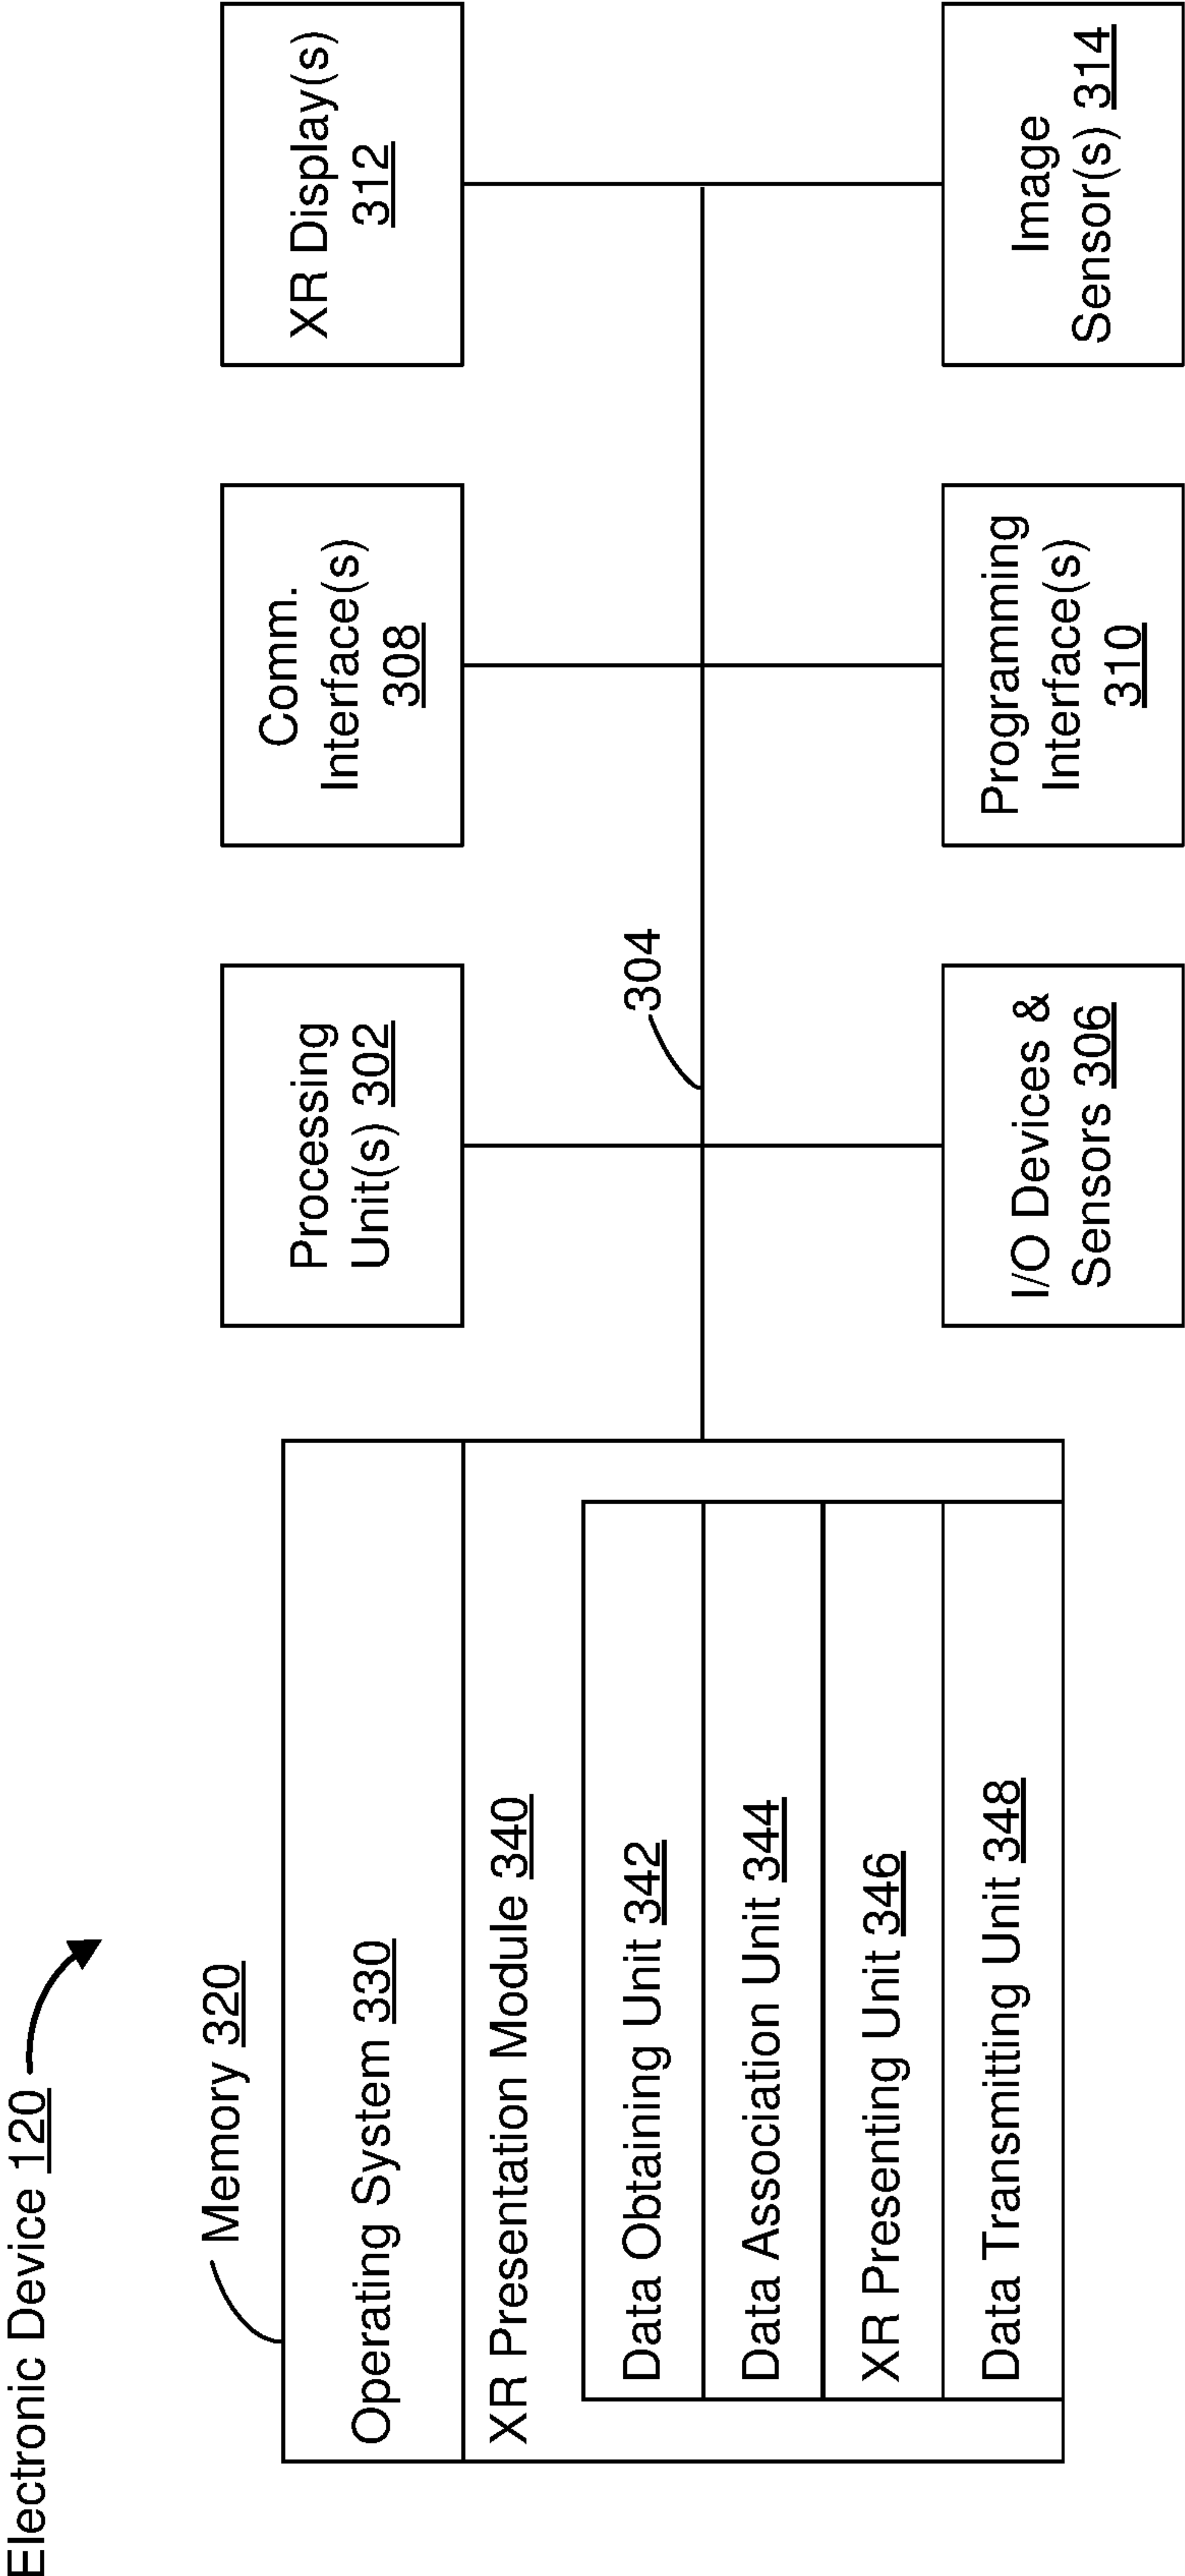 Electronic Device 120
Memory 320
Operating System 330
XR Presentation Module 340
Data Obtaining Unit 342
Data Association Unit 344
XR Presenting Unit 346
Data Transmitting Unit 348
Processing
Unit(s) 302
Comm.
Interface(s)
308
XR Display(s)
312
304
I/O Devices &
Sensors 306
Programming
Interface(s)
310
Image
Sensor(s) 314